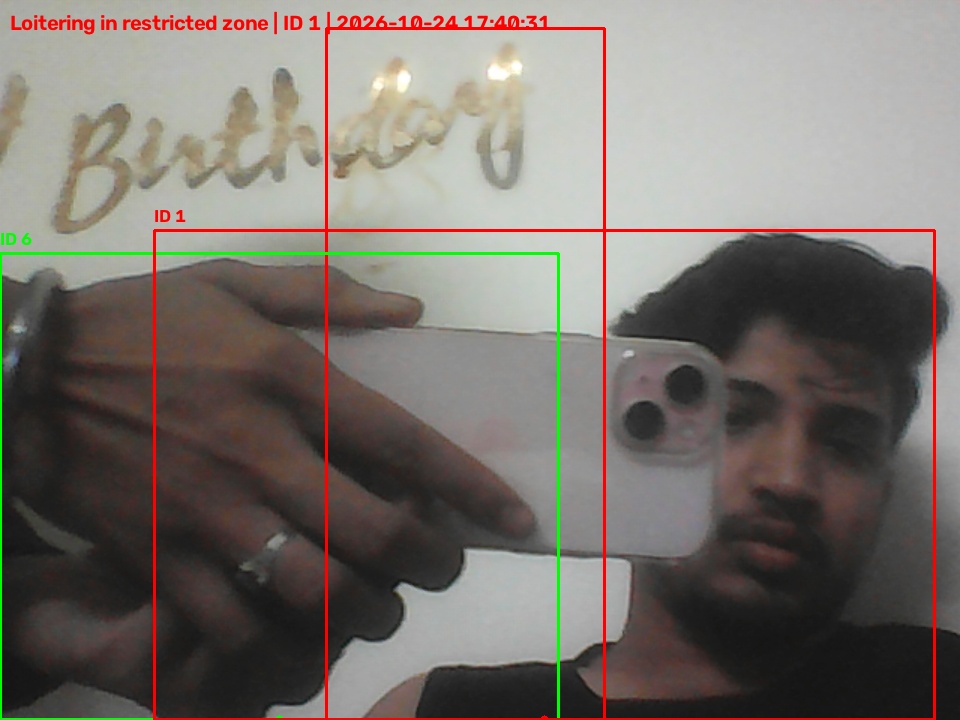 Loitering in restricted zone | ID 1 | 2026-10-24 17:40:31
Birthday
ID 1
ID 6